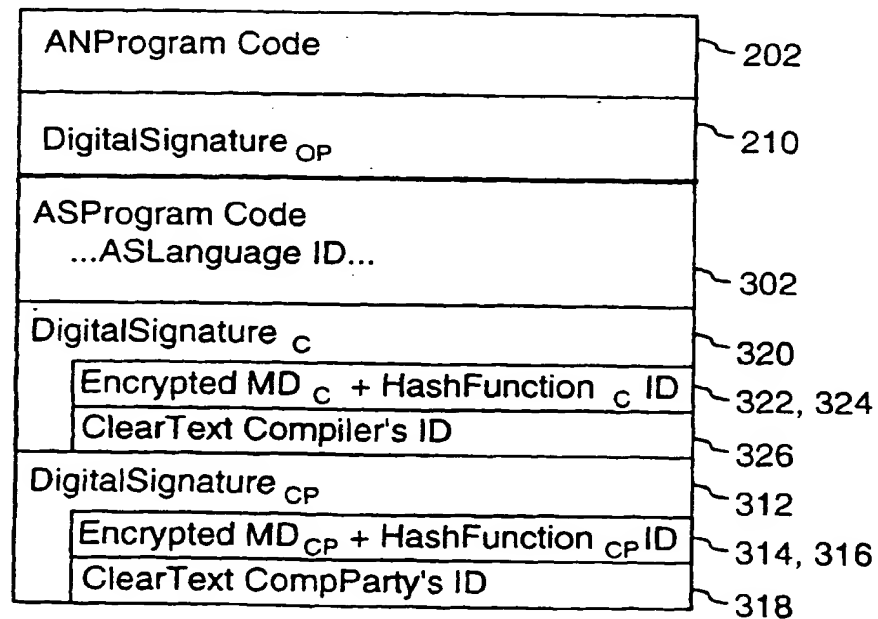 ANProgram Code 202
DigitalSignature OP 210
ASProgram Code
...ASLanguage ID... 302
DigitalSignature C 320
Encrypted MD C + HashFunction C ID 322, 324
ClearText Compiler's ID 326
DigitalSignature CP 312
Encrypted MD CP + HashFunction CP ID 314, 316
ClearText CompParty's ID 318